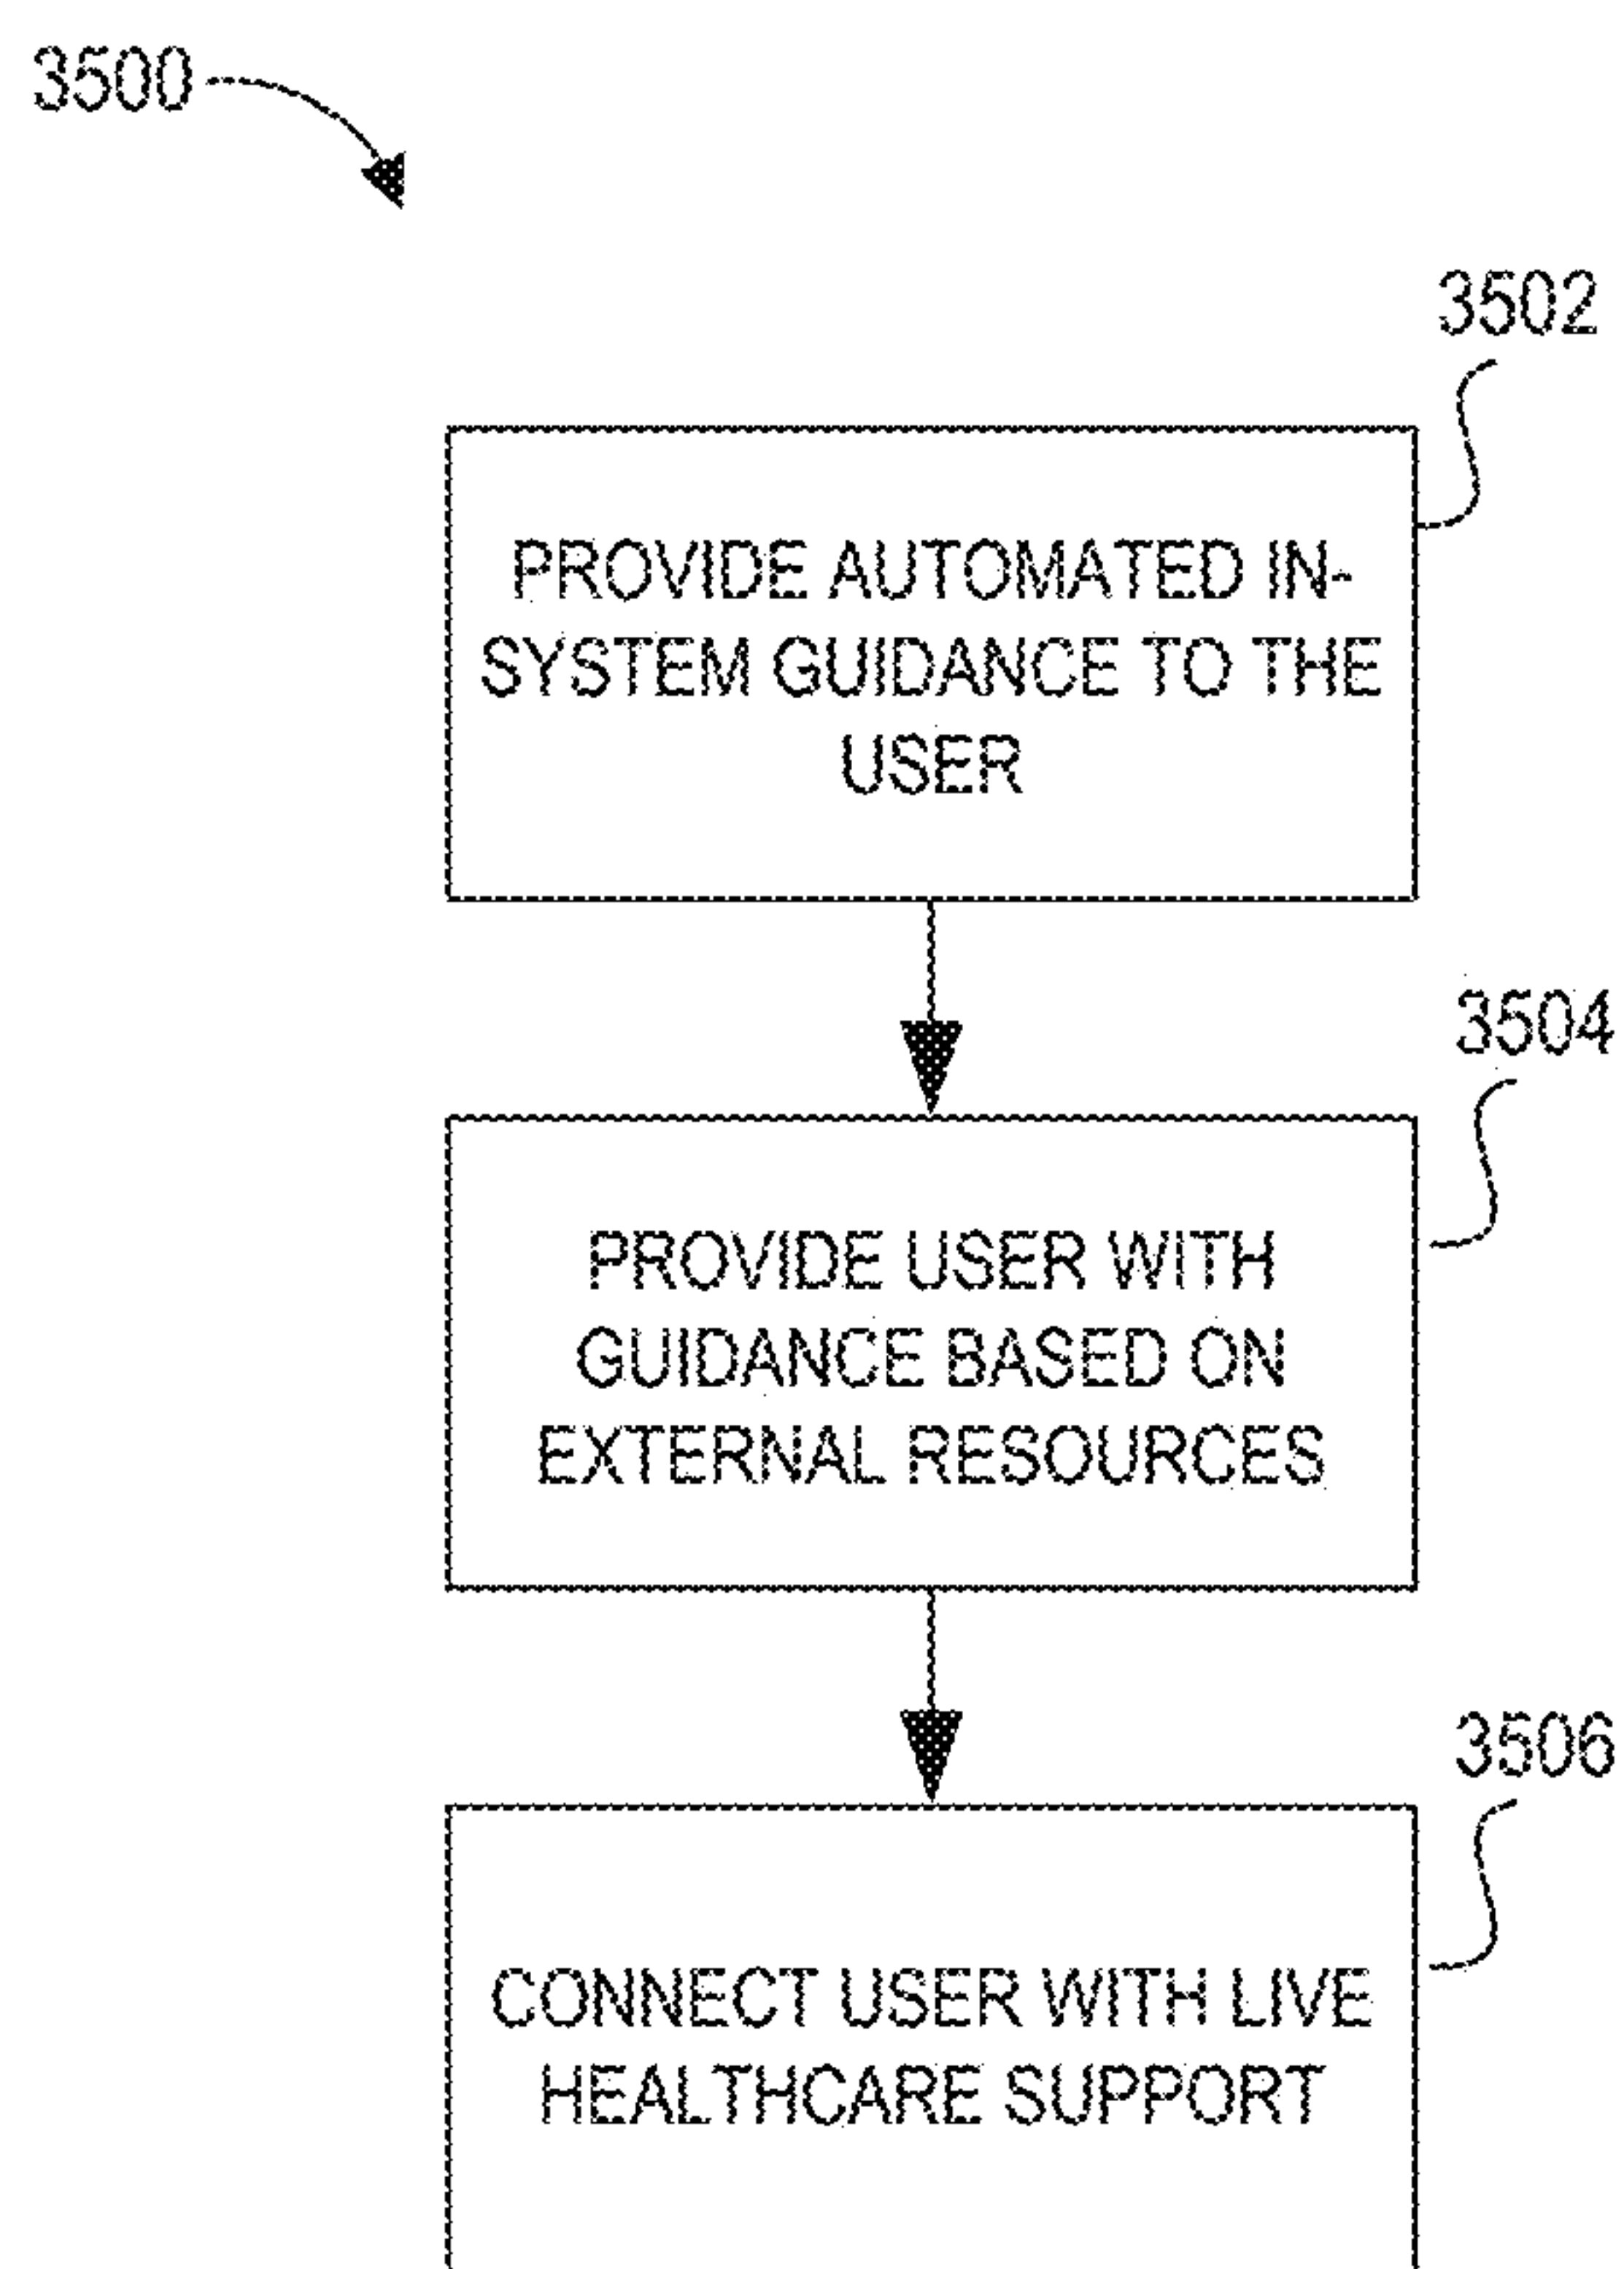 3500
3502
PROVIDE AUTOMATED IN-
SYSTEM GUIDANCE TO THE
USER
3504
PROVIDE USER WITH
GUIDANCE BASED ON
EXTERNAL RESOURCES
3506
CONNECT USER WITH LIVE
HEALTHCARE SUPPORT